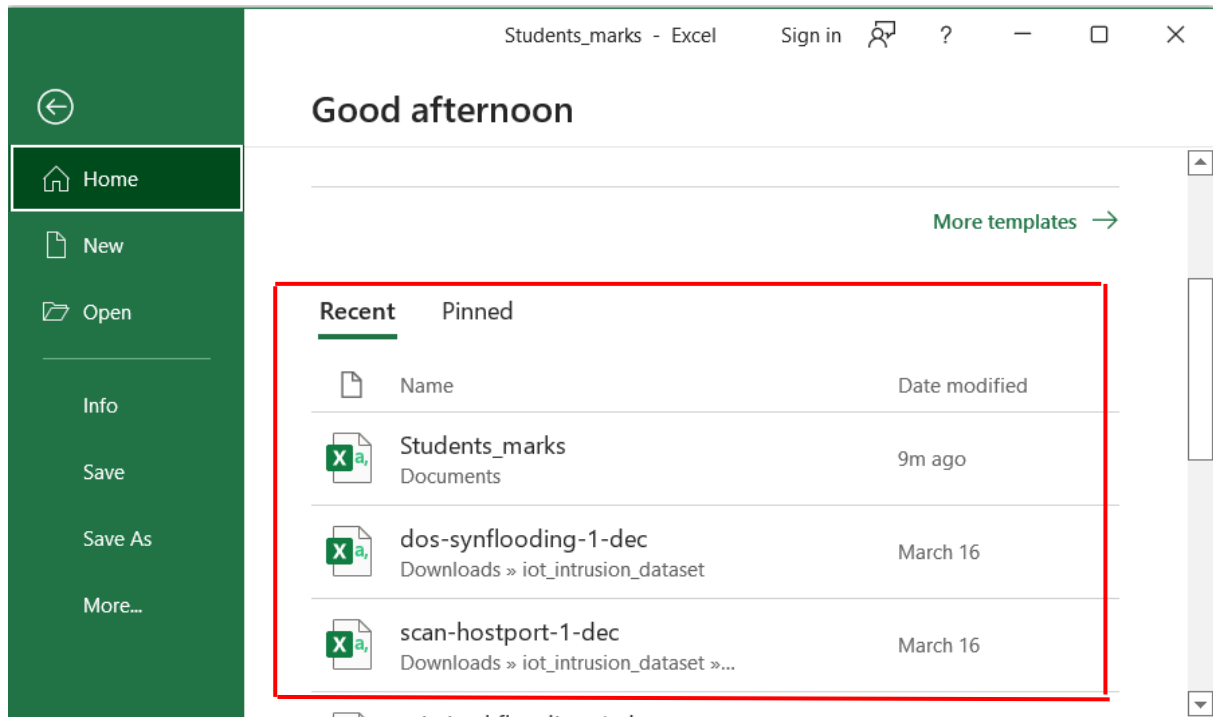 Students_marks - Excel
Sign in
?
Good afternoon
Home
New
Open
Info
Save
Save As
More...
More templates
Recent
Pinned
Name
Date modified
Students_marks
Documents
9m ago
dos-synflooding-1-dec
Downloads » iot_intrusion_dataset
March 16
scan-hostport-1-dec
Downloads » iot_intrusion_dataset »...
March 16